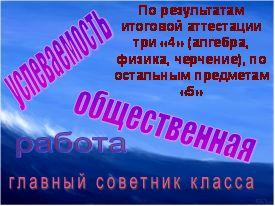 По результатам
итоговой аттестации
три «4» (алгебра,
физика, черчение), по
остальным предметам
«5»
успеваемость
общественная
работа
главный советник класса